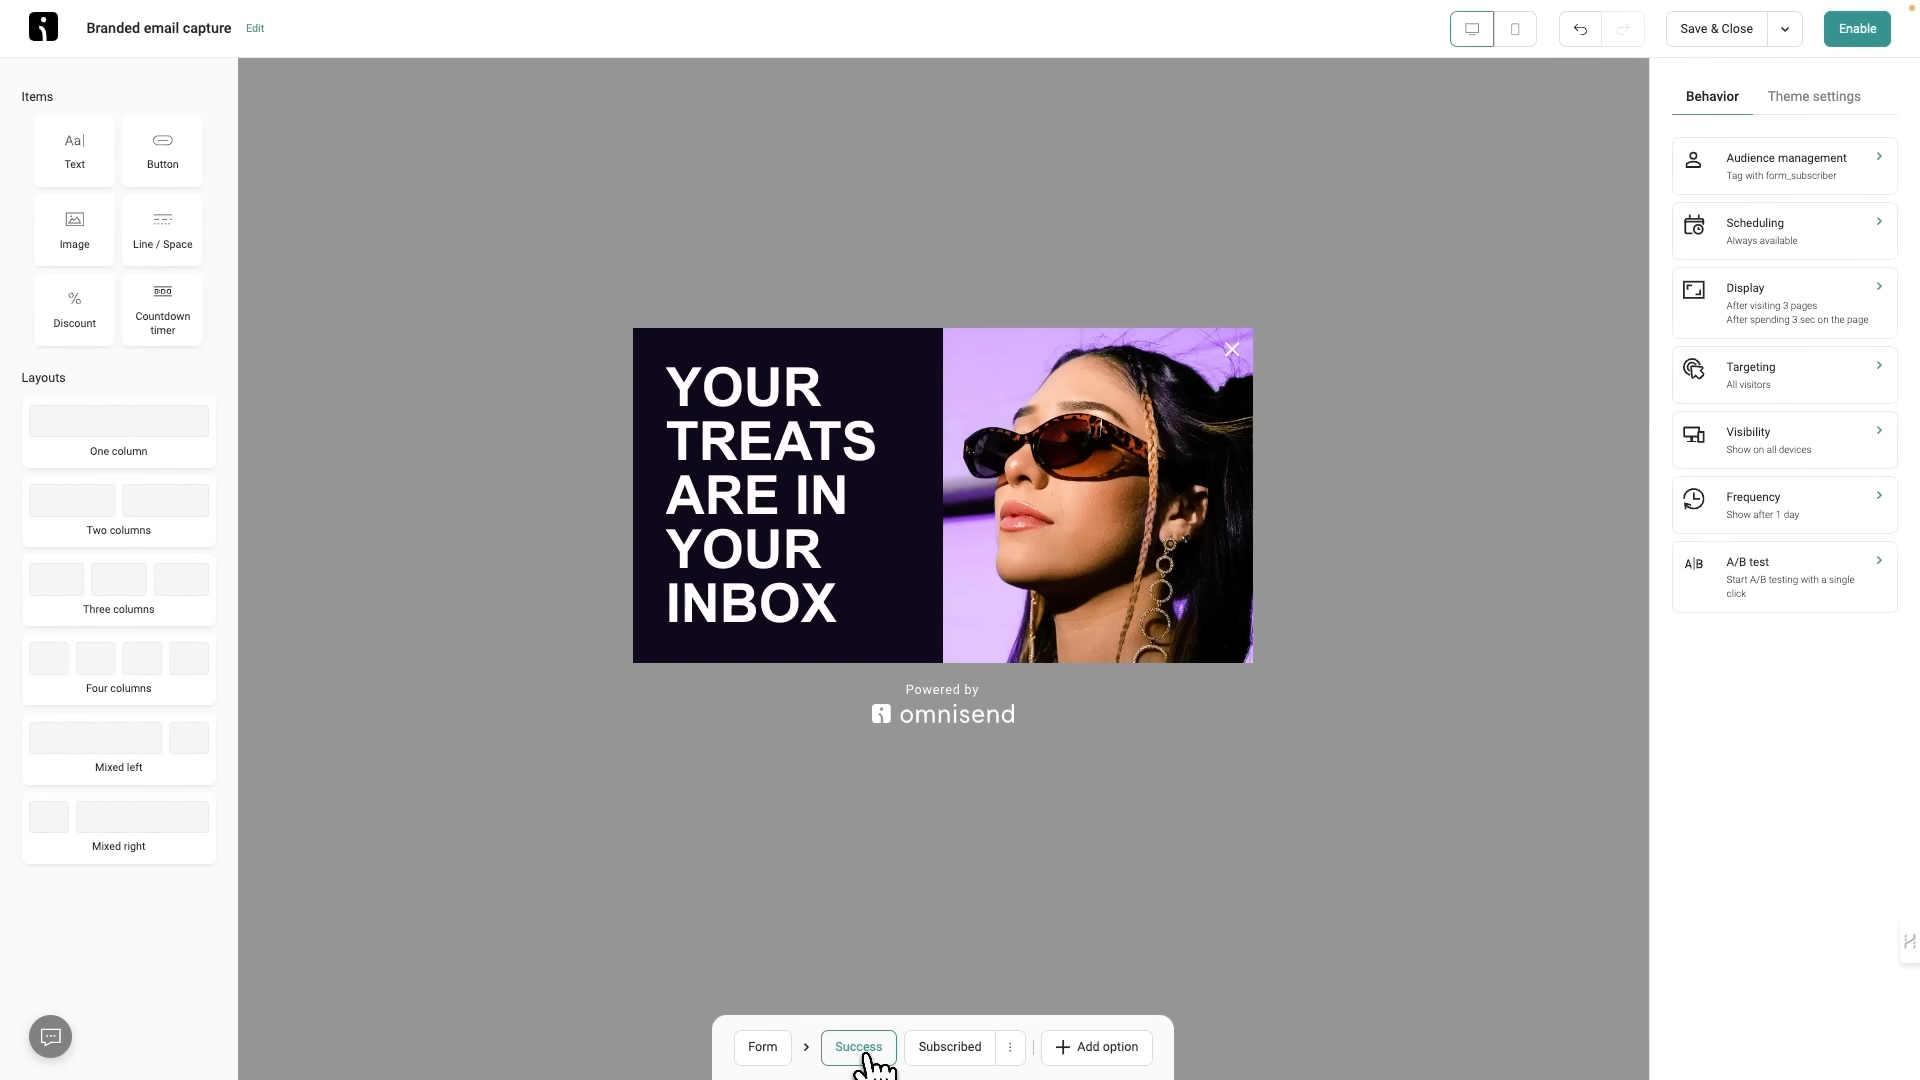 Branded email capture
Edit
Save & Close
Enable
Items
Aa|
Text
Button
Image
Line / Space
%
Discount
Countdown
timer
Layouts
One column
Two columns
Three columns
Four columns
Mixed left
Mixed right
YOUR
TREATS
ARE IN
YOUR
INBOX
Powered by
omnisend
Form
Success
Subscribed
Add option
Behavior
Theme settings
Audience management
Tag with form_subscriber
Scheduling
Always available
Display
After visiting 3 pages
After spending 3 sec on the page
Targeting
All visitors
Visibility
Show on all devices
Frequency
Show after 1 day
A|B
A/B test
Start A/B testing with a single
click